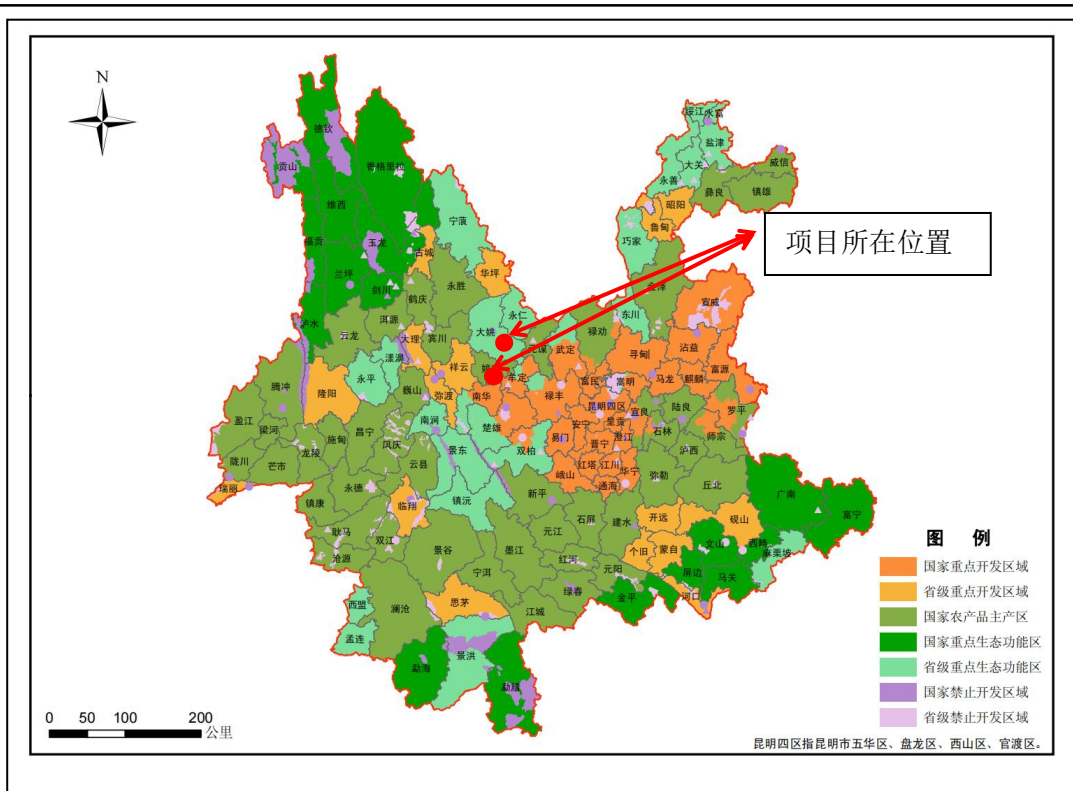 N
德钦
贡山
香格里拉
维西
福贡
玉龙
宁蒗
古城
兰坪
剑川
华坪
鹤庆
永胜
泸水
云龙
洱源
大理
宾川
漾濞
永平
祥云
弥渡
巍山
南华
大姚
永仁
元谋
武定
禄劝
牟定
禄丰
楚雄
双柏
南涧
景东
镇沅
绥江
水富
盐津
大关
永善
威信
彝良
镇雄
昭阳
鲁甸
巧家
项目所在位置
东川
宣威
寻甸
沾益
富源
马龙
麒麟
富民
嵩明
昆明四区
宜良
陆良
罗平
安宁
呈贡
石林
师宗
易门
晋宁
澄江
泸西
红塔
江川
华宁
峨山
通海
弥勒
丘北
广南
富宁
腾冲
隆阳
盈江
梁河
施甸
昌宁
凤庆
陇川
芒市
龙陵
云县
瑞丽
镇康
永德
临翔
耿马
双江
沧源
景谷
新平
元江
石屏
建水
开远
砚山
墨江
红河
个旧
蒙自
文山
西畴
麻栗坡
宁洱
元阳
屏边
马关
绿春
金平
河口
西盟
澜沧
思茅
江城
孟连
勐海
景洪
勐腊
图 例
国家重点开发区域
省级重点开发区域
国家农产品主产区
国家重点生态功能区
省级重点生态功能区
国家禁止开发区域
省级禁止开发区域
0 50 100 200
公里
昆明四区指昆明市五华区、盘龙区、西山区、官渡区。